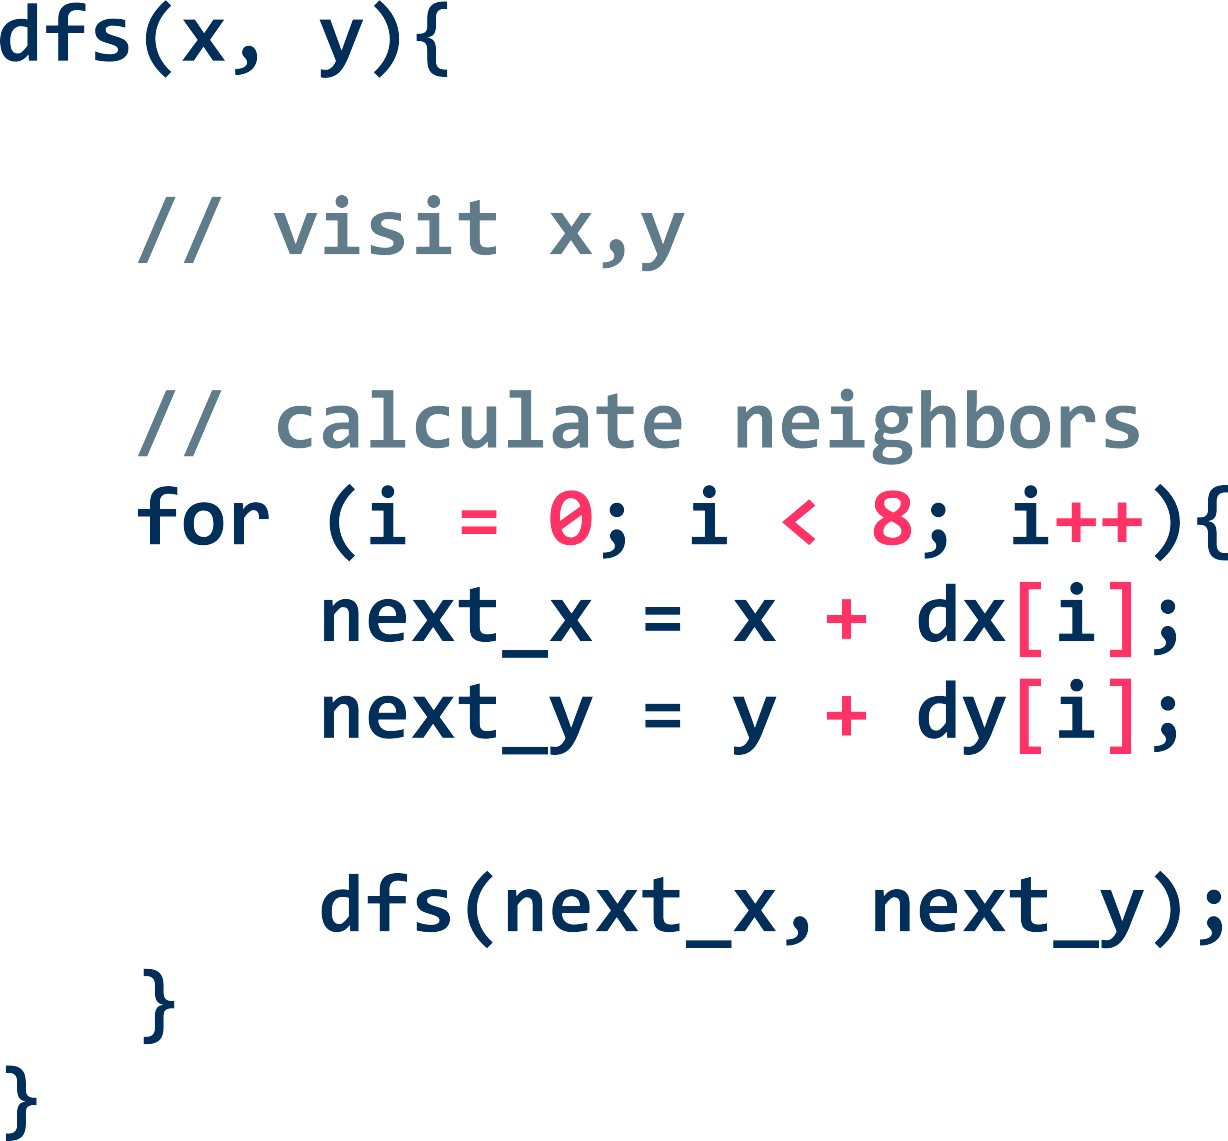 dfs(x, y){
// visit x,y
// calculate neighbors
for (i = 0; i < 8; i++){
next_x = x + dx[i];
next_y = y + dy[i];
dfs(next_x, next_y);
}
}